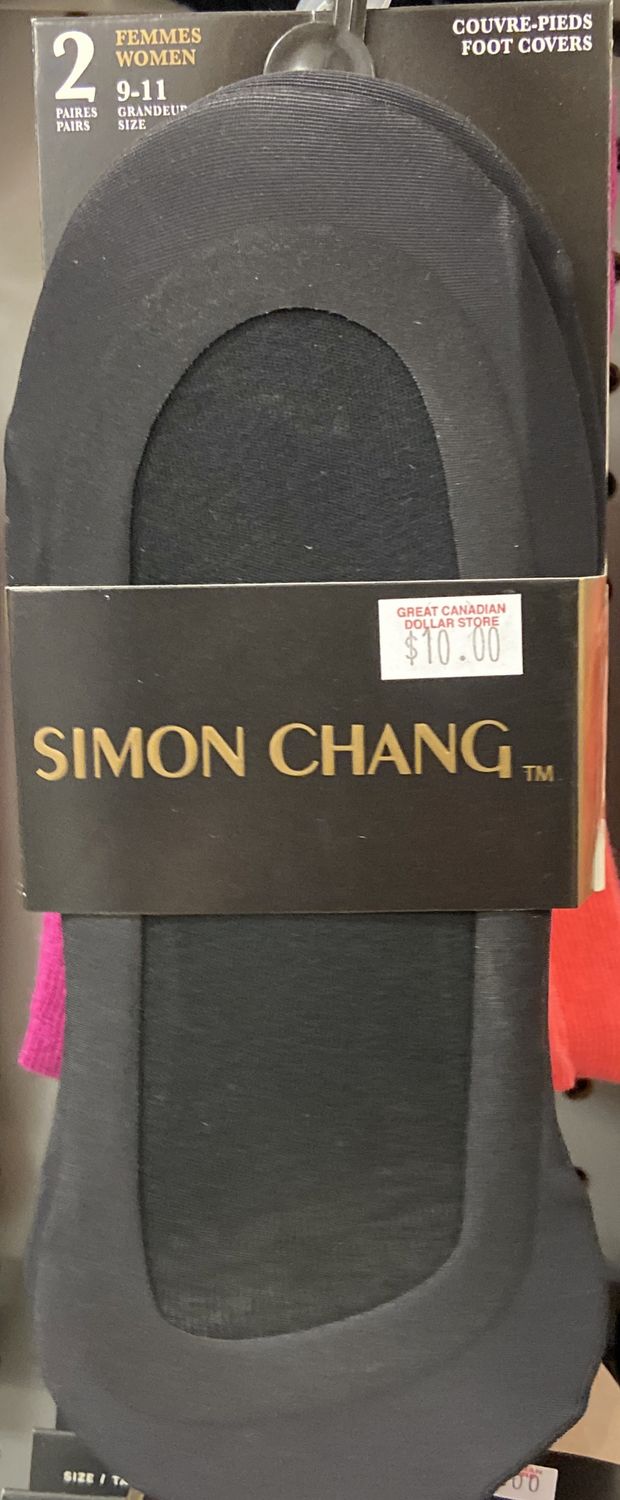 2
PAIRES
PAIRS
FEMMES
WOMEN
9-11
GRANDEUR
SIZE
COUVRE-PIEDS
FOOT COVERS
GREAT CANADIAN
DOLLAR STORE
$10.00
SIMON CHANG TM
SIZE / TA